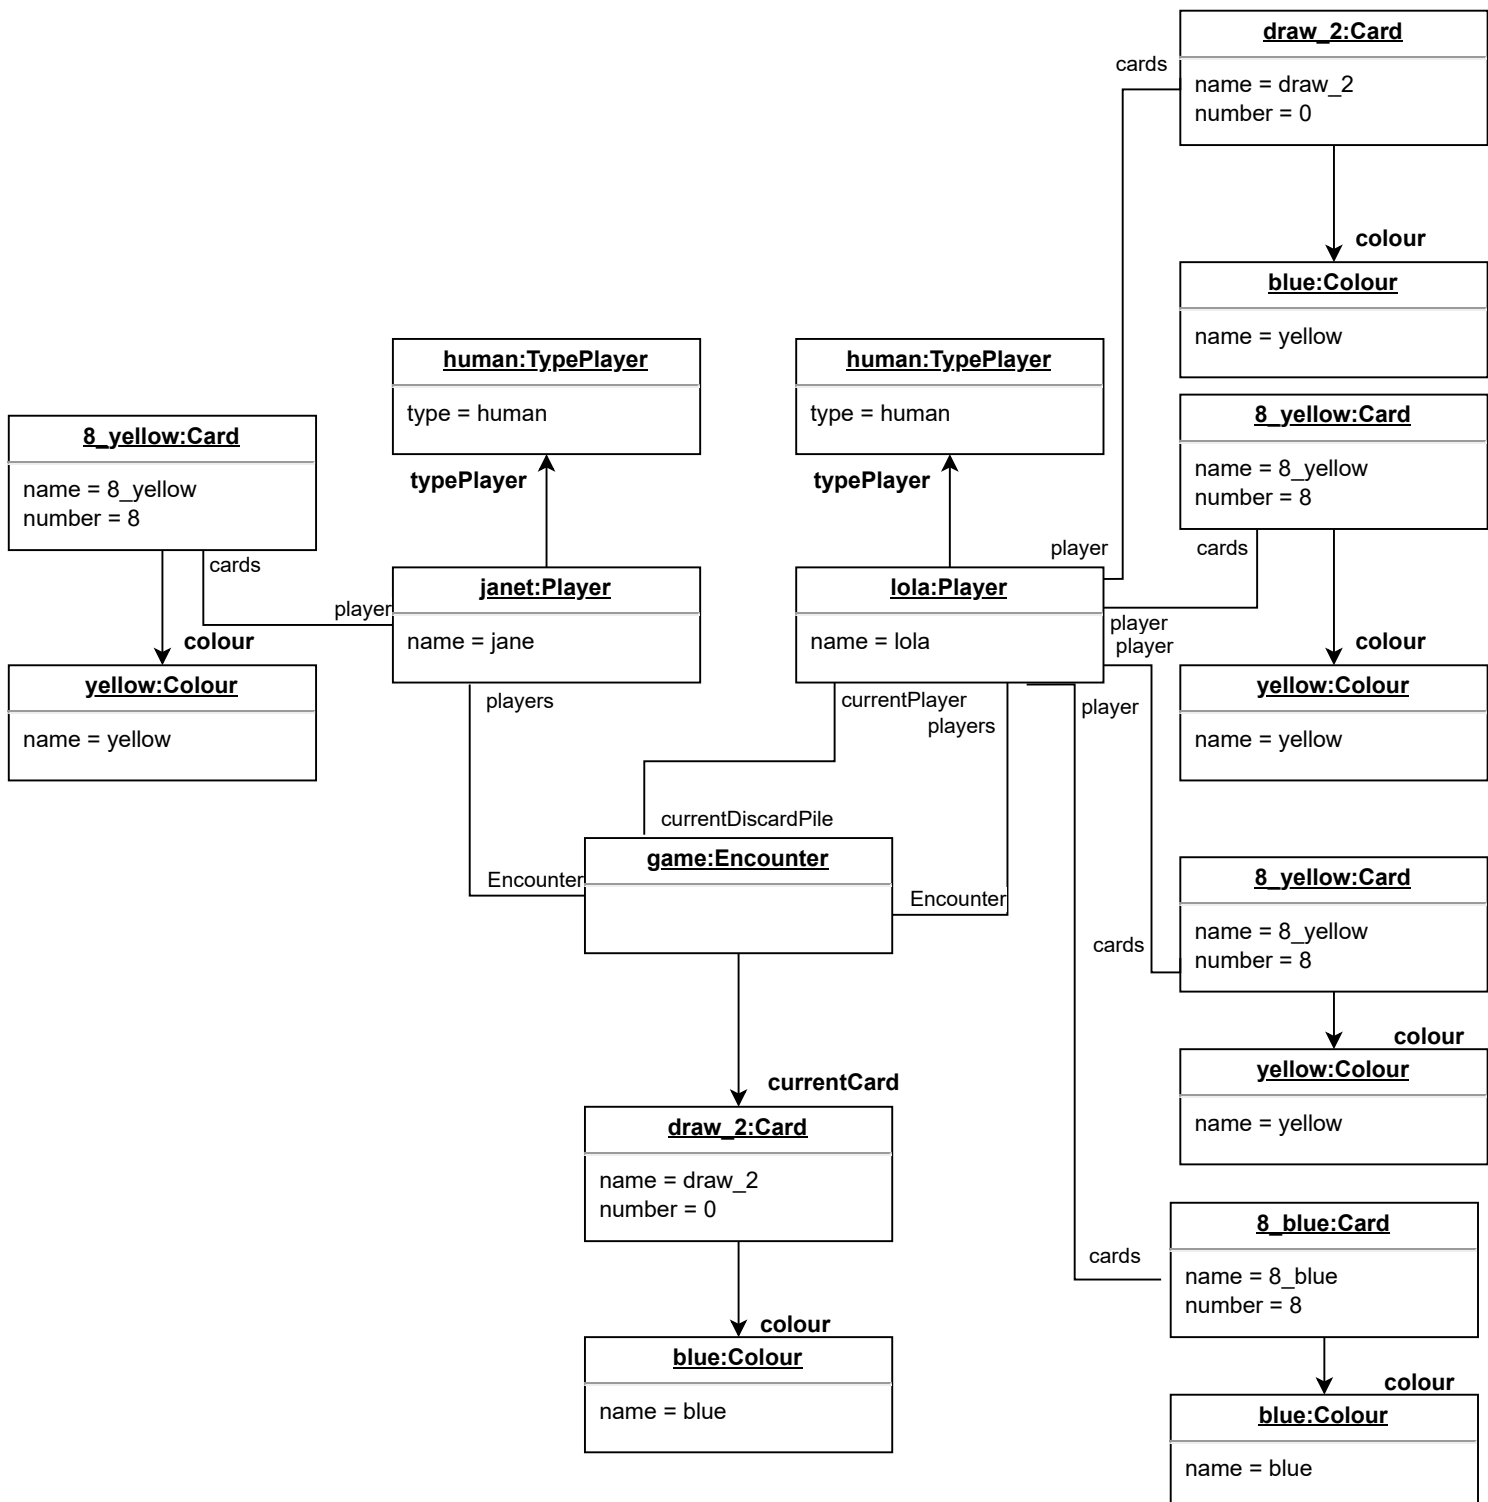 draw_2:Card
cards
name = draw_2
number = 0
colour
blue:Colour
name = yellow
human:TypePlayer
type = human
typePlayer
human:TypePlayer
type = human
typePlayer
8_yellow:Card
name = 8_yellow
number = 8
cards
8_yellow:Card
name = 8_yellow
number = 8
cards
player
janet:Player
name = jane
player
players
lola:Player
name = lola
player
player
player
currentPlayer
players
colour
yellow:Colour
name = yellow
colour
yellow:Colour
name = yellow
currentDiscardPile
game:Encounter
Encounter
Encounter
8_yellow:Card
name = 8_yellow
number = 8
cards
colour
yellow:Colour
name = yellow
currentCard
draw_2:Card
name = draw_2
number = 0
8_blue:Card
cards
name = 8_blue
number = 8
colour
blue:Colour
name = blue
colour
blue:Colour
name = blue